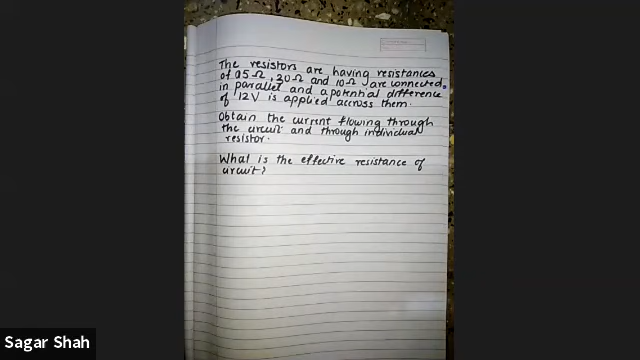 The resistors are having resistances
of 05 Ω, 20 Ω and 10 Ω are connected
in parallel and a potential difference
of 12V is applied accross them.
Obtain the current flowing through
the circuit and through individual
resistor.
What is the effective resistance of
circuit?
Sagar Shah